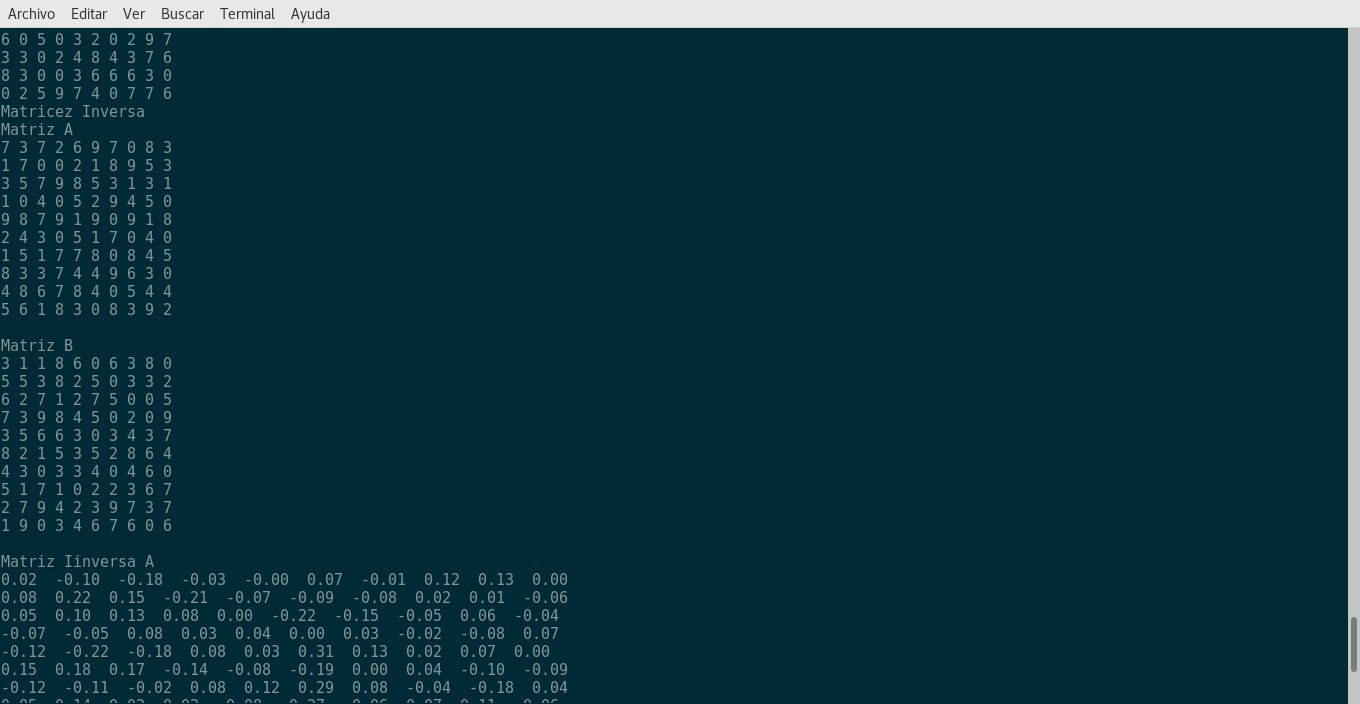 Archivo Editar Ver Buscar Terminal Ayuda
6 0 5 0 3 2 0 2 9 7
3 3 0 2 4 8 4 3 7 6
8 3 0 0 3 6 6 6 3 0
0 2 5 9 7 4 0 7 7 6
Matricez Inversa
Matriz A
7 3 7 2 6 9 7 0 8 3
1 7 0 0 2 1 8 9 5 3
3 5 7 9 8 5 3 1 3 1
1 0 4 0 5 2 9 4 5 0
9 8 7 9 1 9 0 9 1 8
2 4 3 0 5 1 7 0 4 0
1 5 1 7 7 8 0 8 4 5
8 3 3 7 4 4 9 6 3 0
4 8 6 7 8 4 0 5 4 4
5 6 1 8 3 0 8 3 9 2
Matriz B
3 1 1 8 6 0 6 3 8 0
5 5 3 8 2 5 0 3 3 2
6 2 7 1 2 7 5 0 0 5
7 3 9 8 4 5 0 2 0 9
3 5 6 6 3 0 3 4 3 7
8 2 1 5 3 5 2 8 6 4
4 3 0 3 3 4 0 4 6 0
5 1 7 1 0 2 2 3 6 7
2 7 9 4 2 3 9 7 3 7
1 9 0 3 4 6 7 6 0 6
Matriz Iinversa A
0.02 -0.10 -0.18 -0.03 -0.00 0.07 -0.01 0.12 0.13 0.00
0.08 0.22 0.15 -0.21 -0.07 -0.09 -0.08 0.02 0.01 -0.06
0.05 0.10 0.13 0.08 0.00 -0.22 -0.15 -0.05 0.06 -0.04
-0.07 -0.05 0.08 0.03 0.04 0.00 0.03 -0.02 -0.08 0.07
-0.12 -0.22 -0.18 0.08 0.03 0.31 0.13 0.02 0.07 0.00
0.15 0.18 0.17 -0.14 -0.08 -0.19 0.00 0.04 -0.10 -0.09
-0.12 -0.11 -0.02 0.08 0.12 0.29 0.08 -0.04 -0.18 0.04